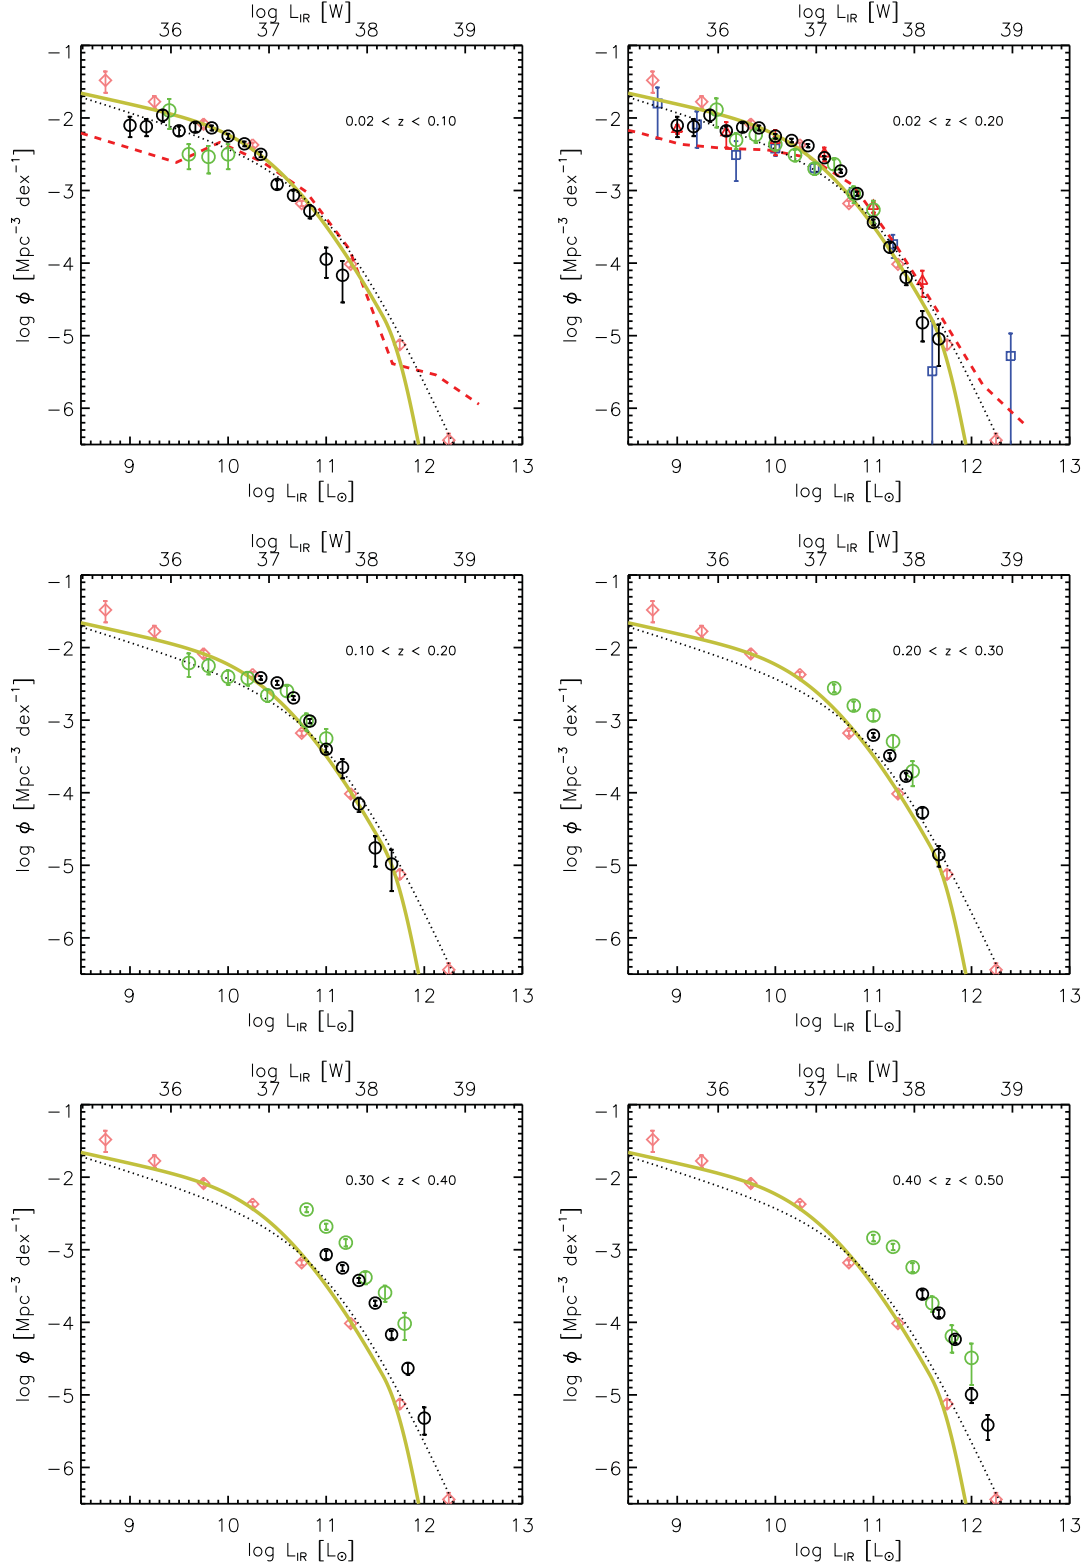 log L_IR [W]
log L_IR [W]
36 37 38 39
36 37 38 39
−1
−2
−3
−4
−5
−6
log φ [Mpc⁻³ dex⁻¹]
0.02 < z < 0.10
9 10 11 12 13
log L_IR [L⊙]
−1
−2
−3
−4
−5
−6
log φ [Mpc⁻³ dex⁻¹]
0.02 < z < 0.20
9 10 11 12 13
log L_IR [L⊙]
log L_IR [W]
log L_IR [W]
36 37 38 39
36 37 38 39
−1
−2
−3
−4
−5
−6
log φ [Mpc⁻³ dex⁻¹]
0.10 < z < 0.20
9 10 11 12 13
log L_IR [L⊙]
−1
−2
−3
−4
−5
−6
log φ [Mpc⁻³ dex⁻¹]
0.20 < z < 0.30
9 10 11 12 13
log L_IR [L⊙]
log L_IR [W]
log L_IR [W]
36 37 38 39
36 37 38 39
−1
−2
−3
−4
−5
−6
log φ [Mpc⁻³ dex⁻¹]
0.30 < z < 0.40
9 10 11 12 13
log L_IR [L⊙]
−1
−2
−3
−4
−5
−6
log φ [Mpc⁻³ dex⁻¹]
0.40 < z < 0.50
9 10 11 12 13
log L_IR [L⊙]